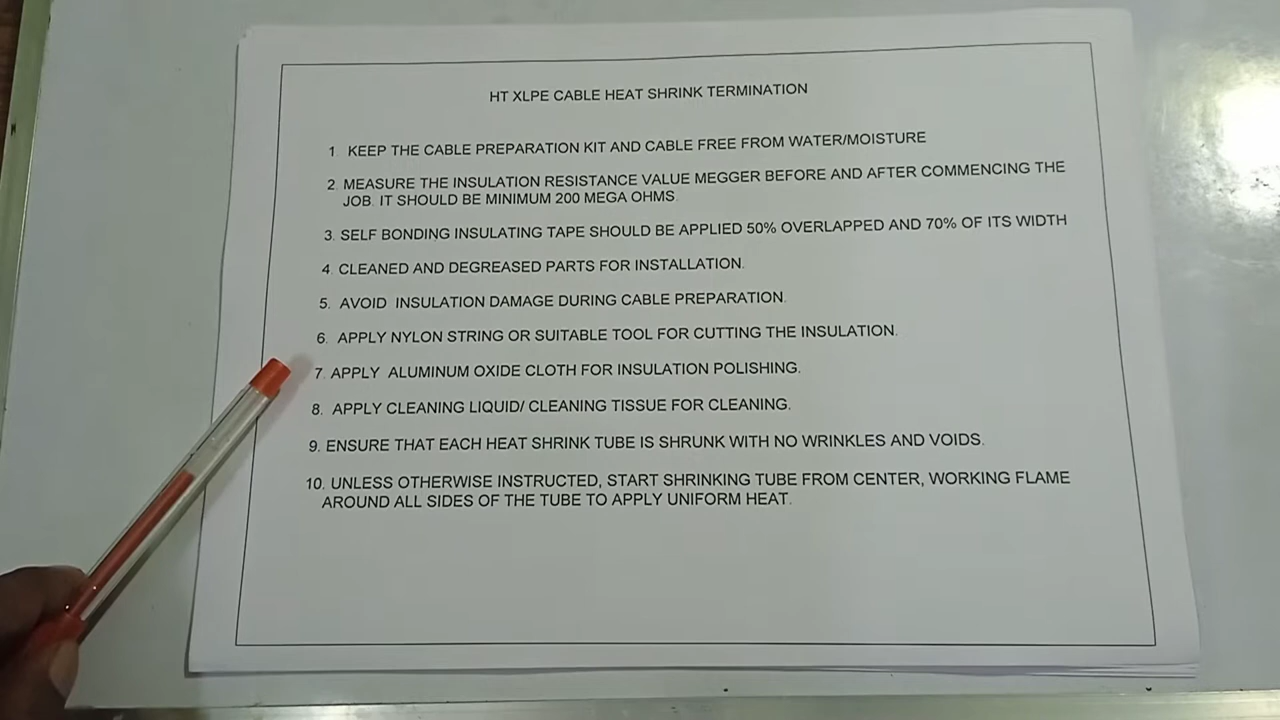 HT XLPE CABLE HEAT SHRINK TERMINATION
1. KEEP THE CABLE PREPARATION KIT AND CABLE FREE FROM WATER/MOISTURE
2. MEASURE THE INSULATION RESISTANCE VALUE MEGGER BEFORE AND AFTER COMMENCING THE
JOB. IT SHOULD BE MINIMUM 200 MEGA OHMS.
3. SELF BONDING INSULATING TAPE SHOULD BE APPLIED 50% OVERLAPPED AND 70% OF ITS WIDTH
4. CLEANED AND DEGREASED PARTS FOR INSTALLATION.
5. AVOID INSULATION DAMAGE DURING CABLE PREPARATION.
6. APPLY NYLON STRING OR SUITABLE TOOL FOR CUTTING THE INSULATION.
7. APPLY ALUMINUM OXIDE CLOTH FOR INSULATION POLISHING.
8. APPLY CLEANING LIQUID/ CLEANING TISSUE FOR CLEANING.
9. ENSURE THAT EACH HEAT SHRINK TUBE IS SHRUNK WITH NO WRINKLES AND VOIDS.
10. UNLESS OTHERWISE INSTRUCTED, START SHRINKING TUBE FROM CENTER, WORKING FLAME
AROUND ALL SIDES OF THE TUBE TO APPLY UNIFORM HEAT.